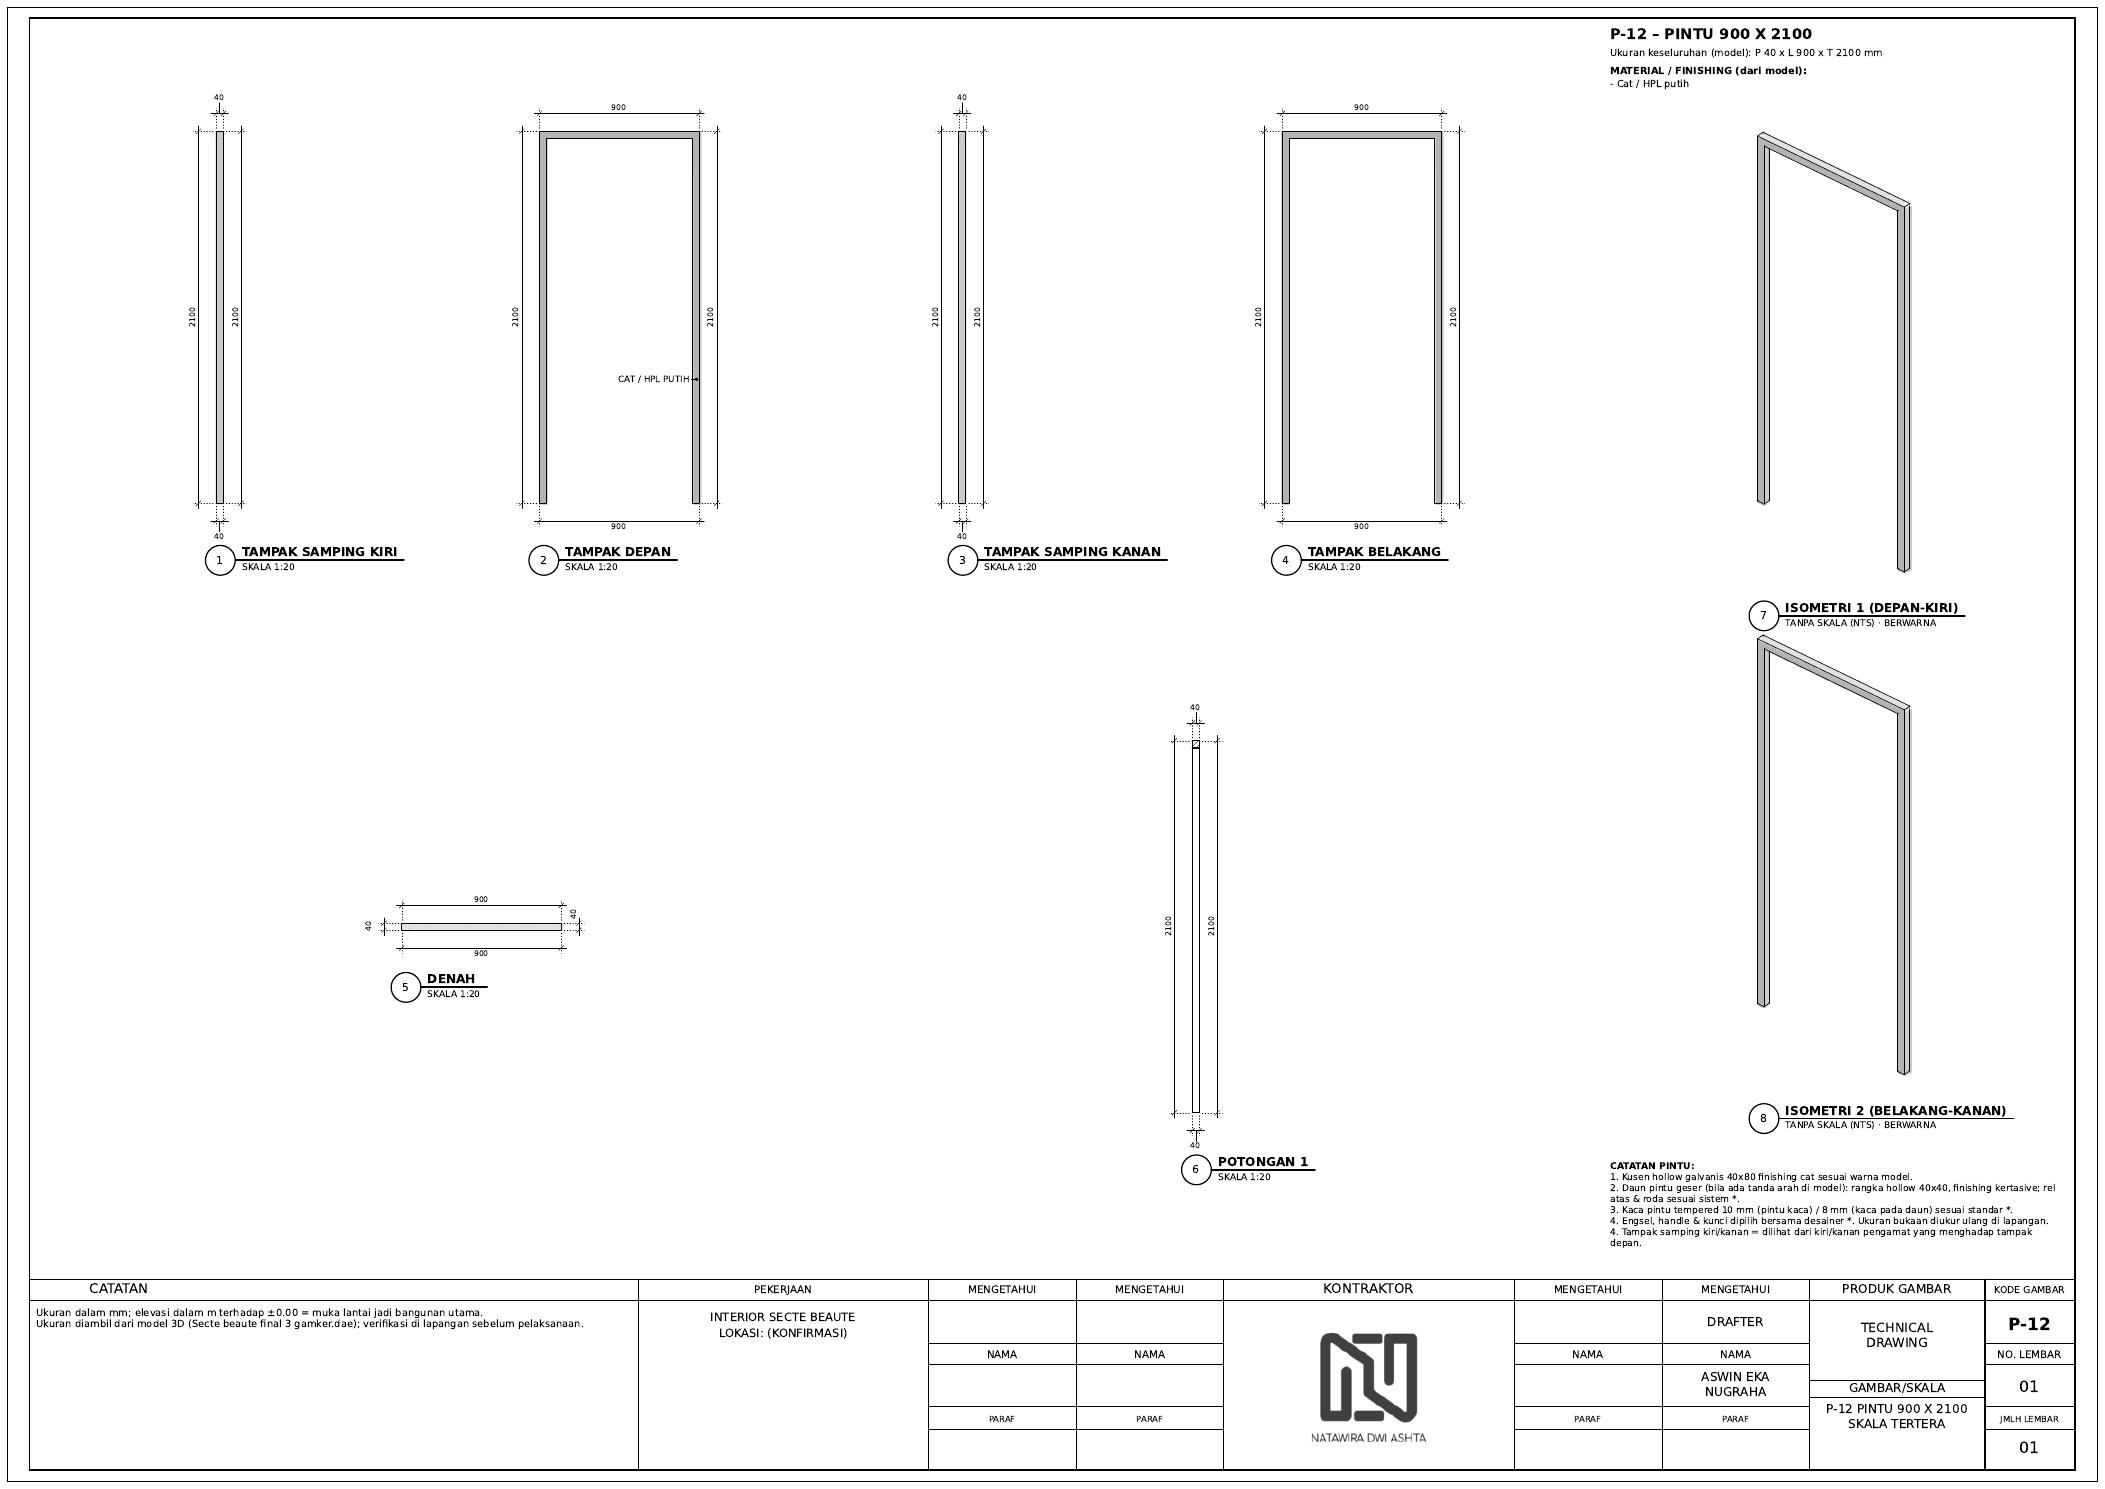 P-12 – PINTU 900 X 2100
Ukuran keseluruhan (model): P 40 x L 900 x T 2100 mm
MATERIAL / FINISHING (dari model):
- Cat / HPL putih
40
2100
2100
40
1
TAMPAK SAMPING KIRI
SKALA 1:20
900
2100
2100
CAT / HPL PUTIH
900
2
TAMPAK DEPAN
SKALA 1:20
40
2100
2100
40
3
TAMPAK SAMPING KANAN
SKALA 1:20
900
2100
2100
900
4
TAMPAK BELAKANG
SKALA 1:20
7
ISOMETRI 1 (DEPAN-KIRI)
TANPA SKALA (NTS) · BERWARNA
900
40
40
900
5
DENAH
SKALA 1:20
40
2100
2100
40
6
POTONGAN 1
SKALA 1:20
8
ISOMETRI 2 (BELAKANG-KANAN)
TANPA SKALA (NTS) · BERWARNA
CATATAN PINTU:
1. Kusen hollow galvanis 40x80 finishing cat sesuai warna model.
2. Daun pintu geser (bila ada tanda arah di model): rangka hollow 40x40, finishing kertasive; rel
atas & roda sesuai sistem *.
3. Kaca pintu tempered 10 mm (pintu kaca) / 8 mm (kaca pada daun) sesuai standar *.
4. Engsel, handle & kunci dipilih bersama desainer *. Ukuran bukaan diukur ulang di lapangan.
4. Tampak samping kiri/kanan = dilihat dari kiri/kanan pengamat yang menghadap tampak
depan.
CATATAN
Ukuran dalam mm; elevasi dalam m terhadap ±0.00 = muka lantai jadi bangunan utama.
Ukuran diambil dari model 3D (Secte beaute final 3 gamker.dae); verifikasi di lapangan sebelum pelaksanaan.
PEKERJAAN
INTERIOR SECTE BEAUTE
LOKASI: (KONFIRMASI)
MENGETAHUI
NAMA
PARAF
MENGETAHUI
NAMA
PARAF
KONTRAKTOR
NATAWIRA DWI ASHTA
MENGETAHUI
NAMA
PARAF
MENGETAHUI
DRAFTER
NAMA
ASWIN EKA
NUGRAHA
PARAF
PRODUK GAMBAR
TECHNICAL
DRAWING
GAMBAR/SKALA
P-12 PINTU 900 X 2100
SKALA TERTERA
KODE GAMBAR
P-12
NO. LEMBAR
01
JMLH LEMBAR
01